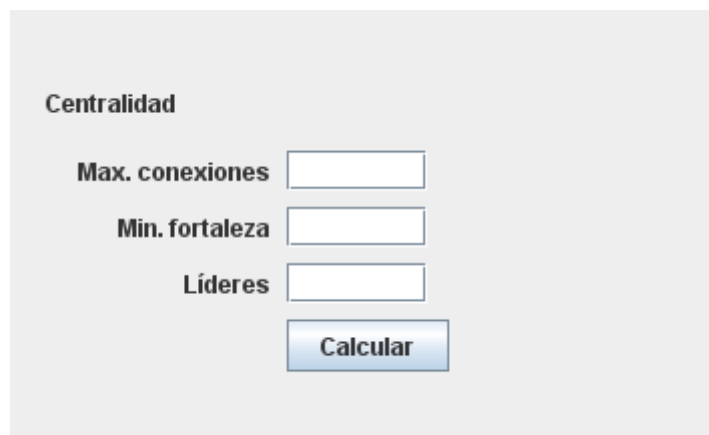 Centralidad
Max. conexiones
Min. fortaleza
Líderes
Calcular